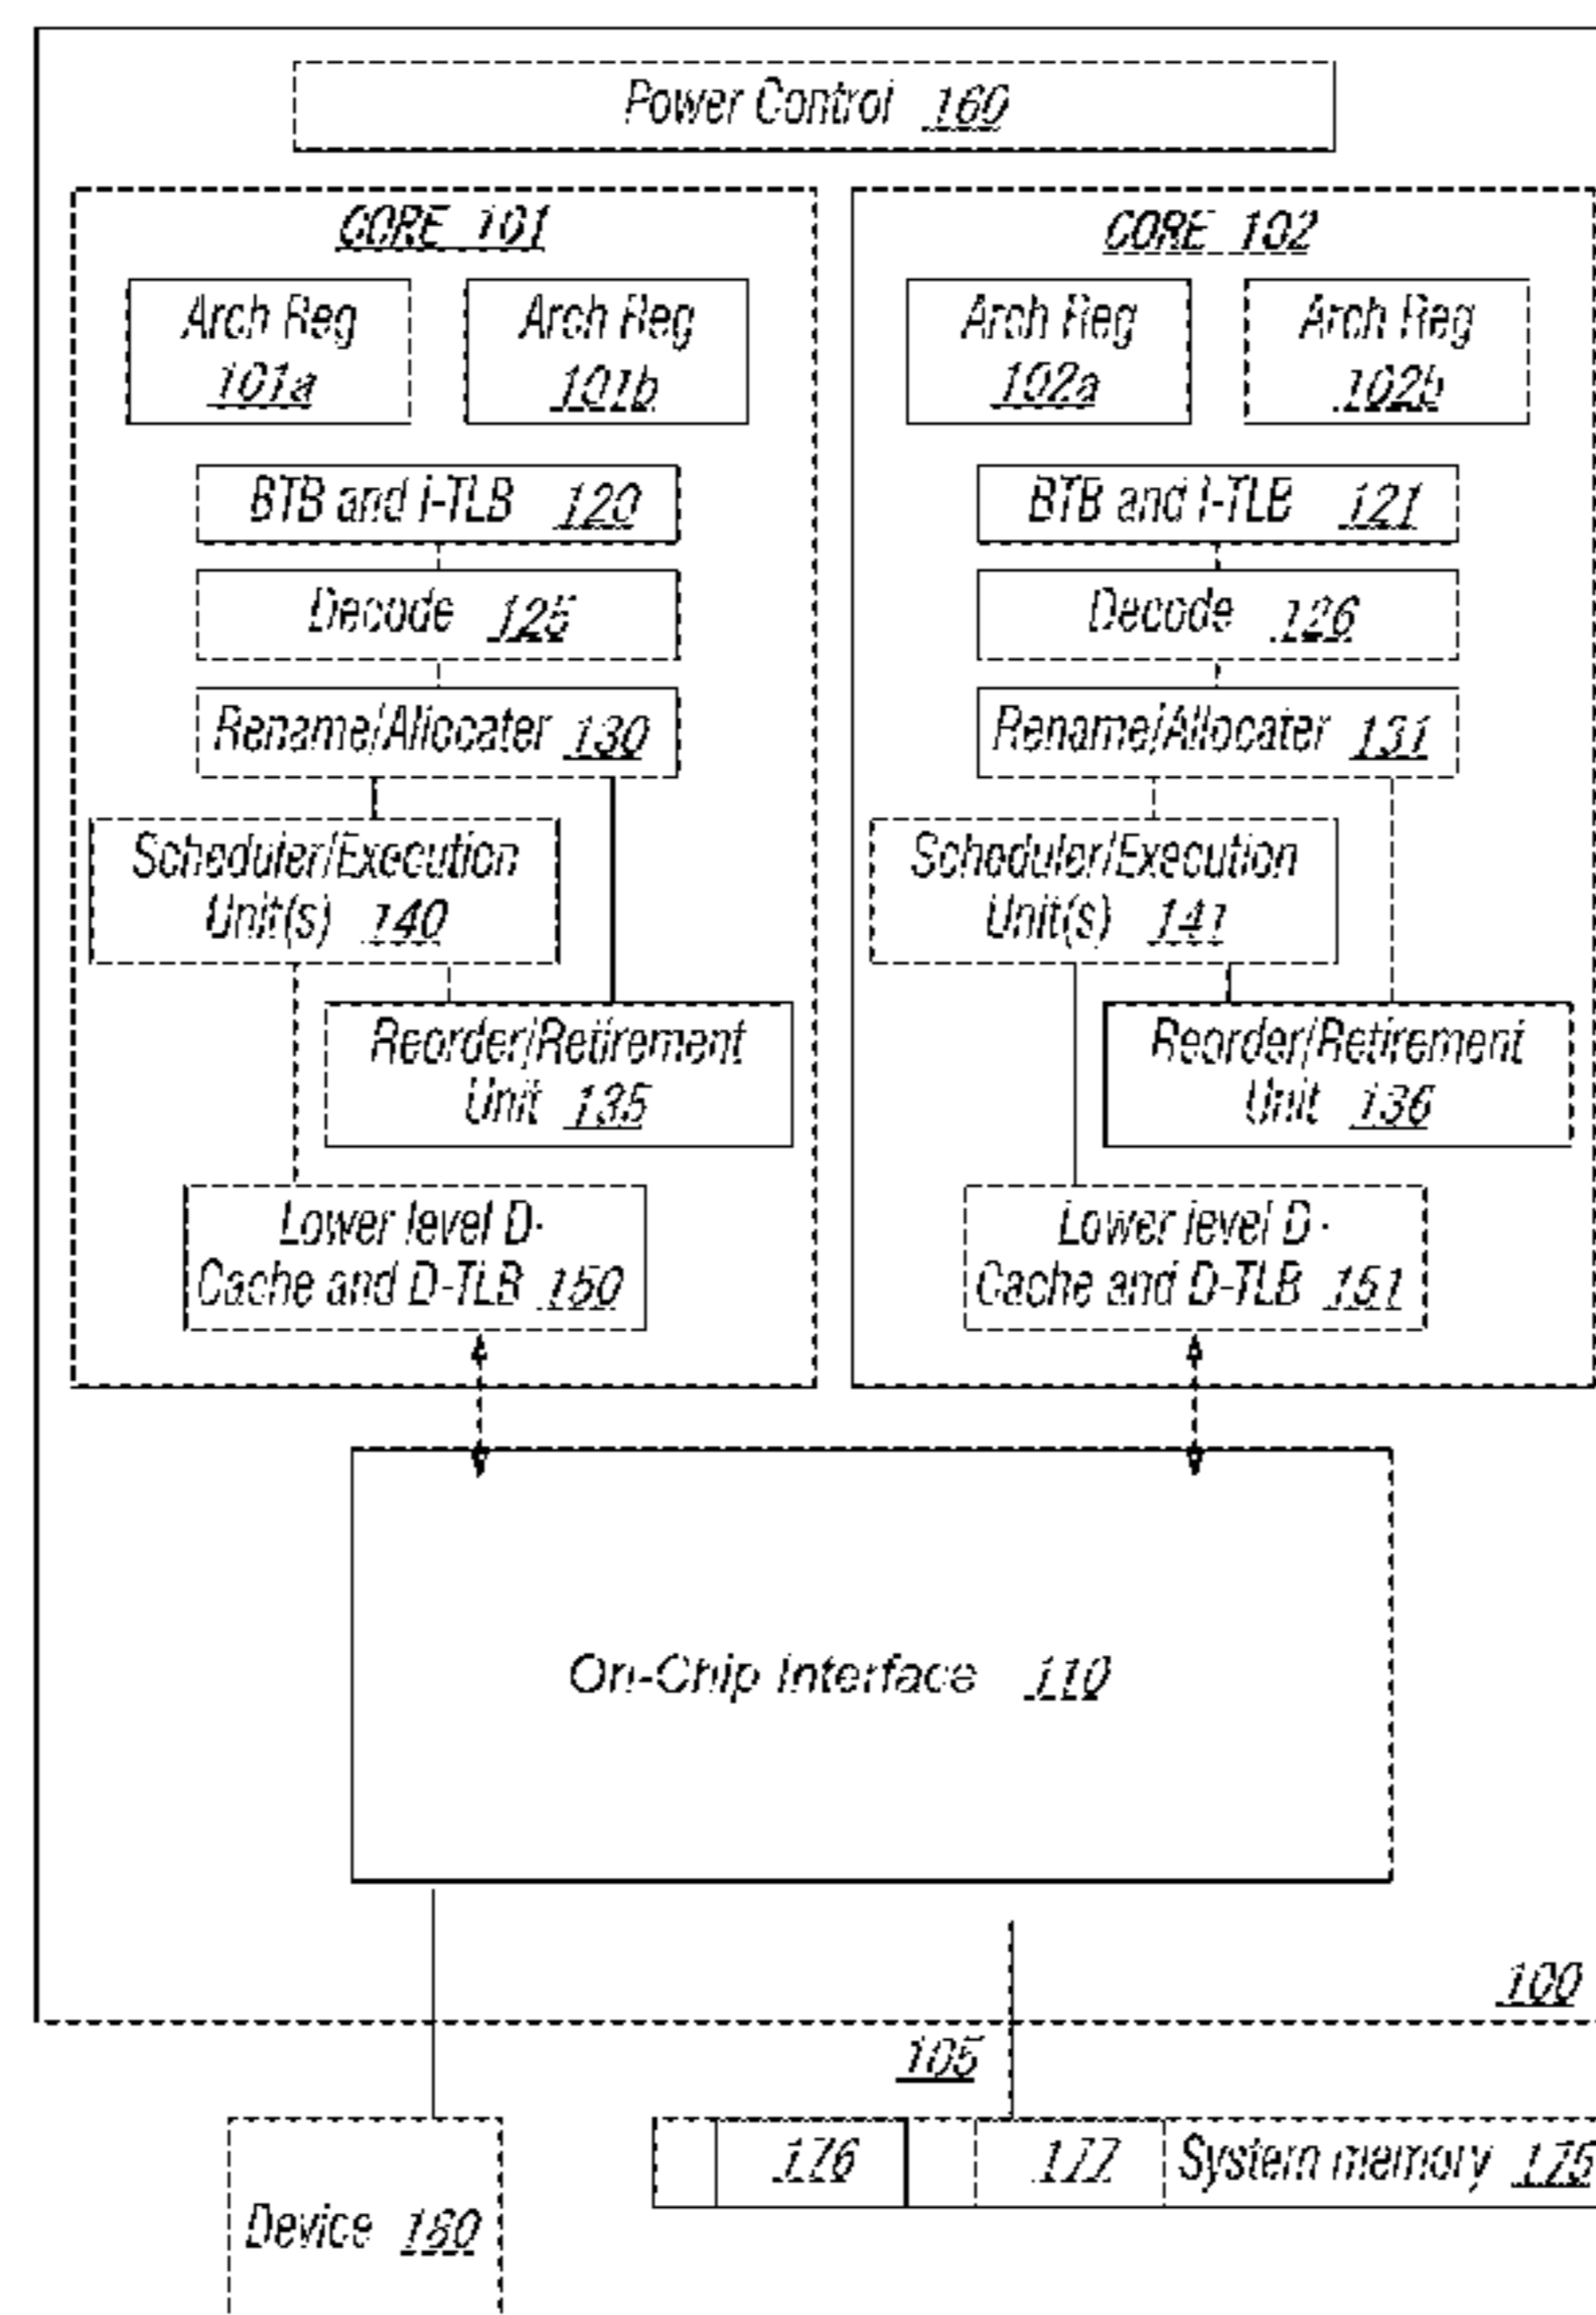 Power Control 160
CORE 101
Arch Reg
101a
Arch Reg
101b
BTB and I-TLB 120
Decode 125
Rename/Allocater 130
Scheduler/Execution
Unit(s) 140
Reorder/Retirement
Unit 135
Lower level D-
Cache and D-TLB 150
CORE 102
Arch Reg
102a
Arch Reg
102b
BTB and I-TLB 121
Decode 126
Rename/Allocater 131
Scheduler/Execution
Unit(s) 141
Reorder/Retirement
Unit 136
Lower level D-
Cache and D-TLB 151
On-Chip Interface 110
100
105
176
177
System memory 175
Device 180